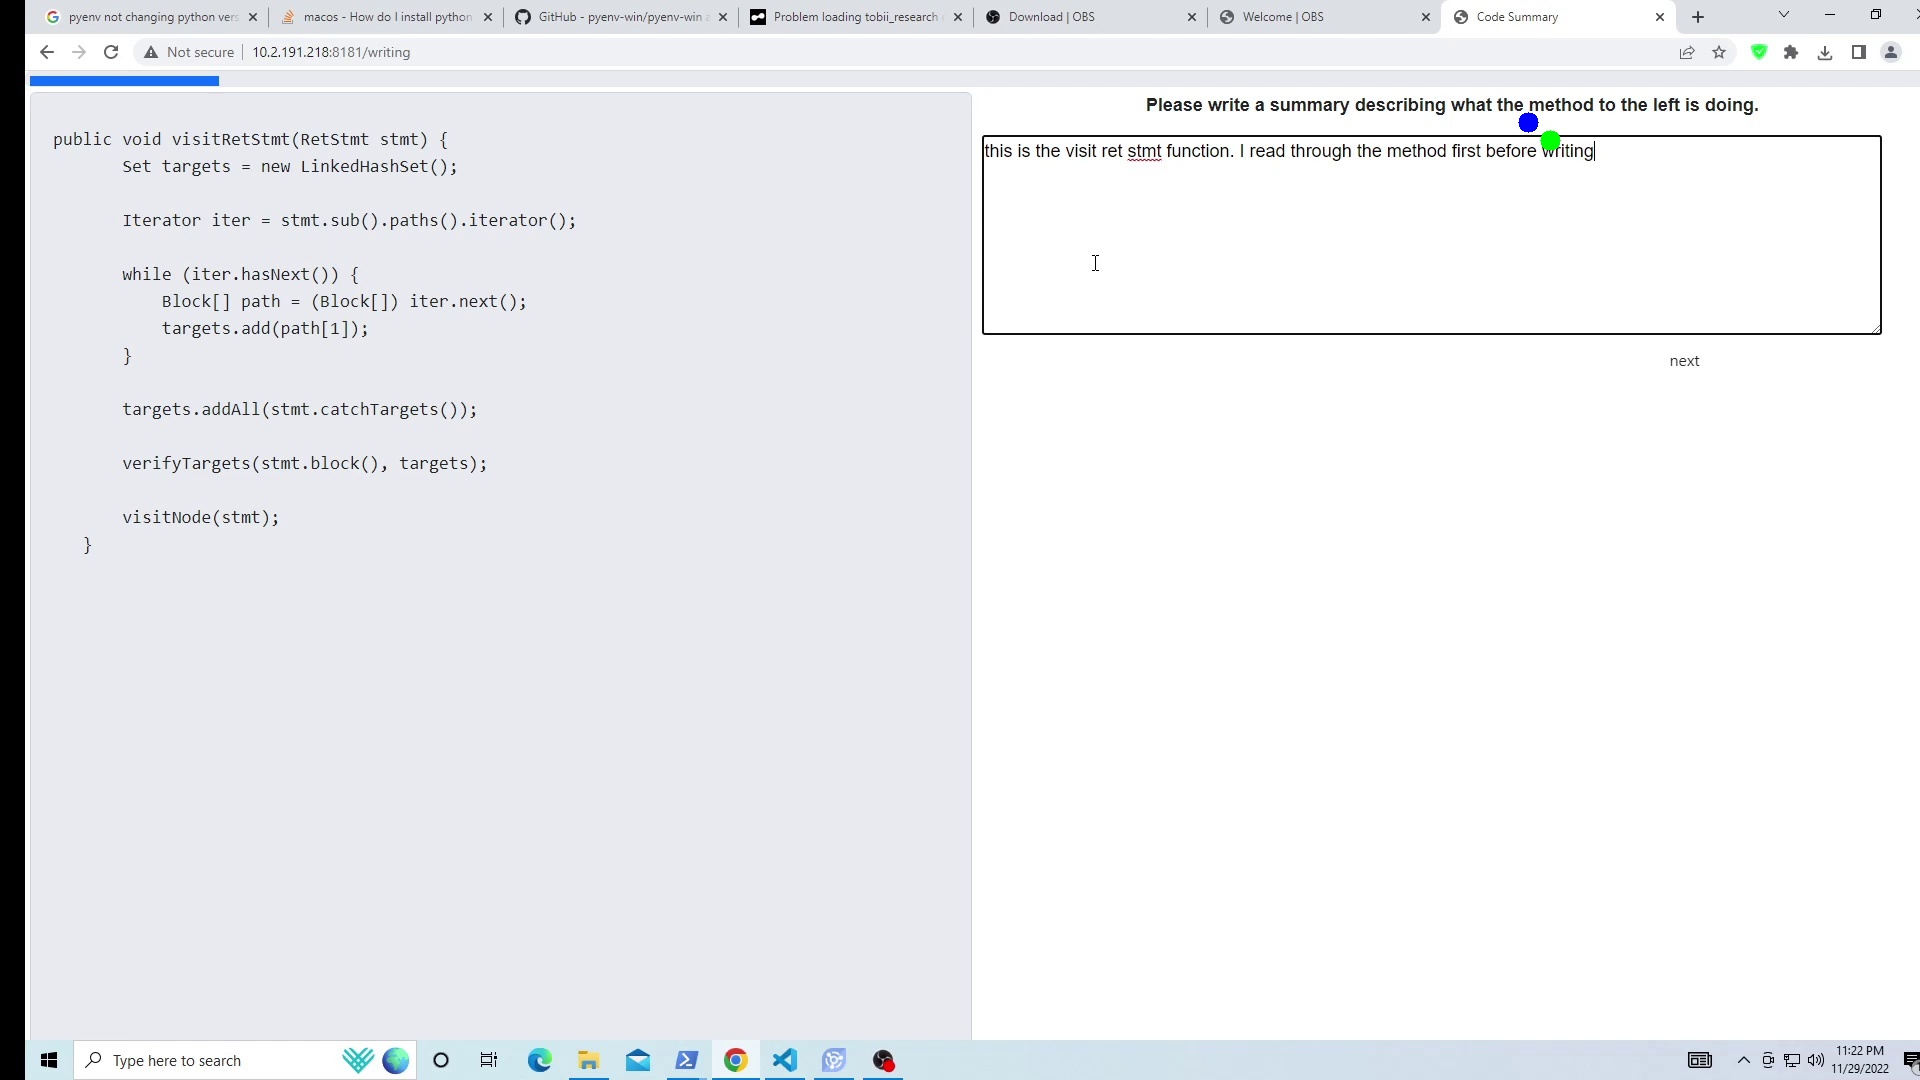 pyenv not changing python vers
macos - How do I install python
GitHub - pyenv-win/pyenv-win a
Problem loading tobii_research
Download | OBS
Welcome | OBS
Code Summary
Not secure
10.2.191.218:8181/writing
public void visitRetStmt(RetStmt stmt) {
Set targets = new LinkedHashSet();
Iterator iter = stmt.sub().paths().iterator();
while (iter.hasNext()) {
Block[] path = (Block[]) iter.next();
targets.add(path[1]);
}
targets.addAll(stmt.catchTargets());
verifyTargets(stmt.block(), targets);
visitNode(stmt);
}
Please write a summary describing what the method to the left is doing.
this is the visit ret stmt function. I read through the method first before writing
next
Type here to search
11:22 PM
11/29/2022